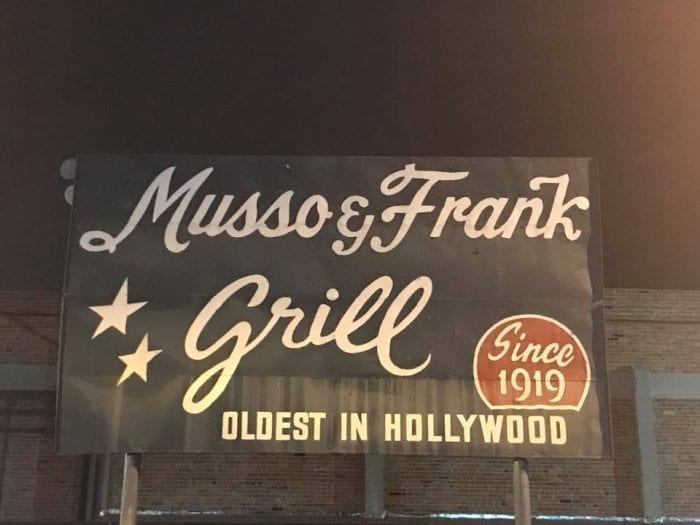 Musso & Frank
Grill
Since
1919
OLDEST IN HOLLYWOOD